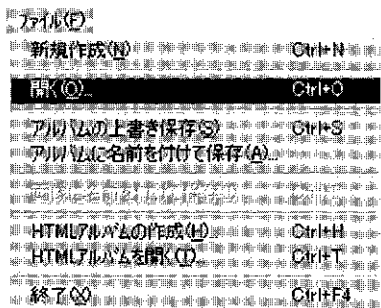 ファイル(F)
新規作成(N) Ctrl+N
開く(O)... Ctrl+O
アルバムの上書き保存(S) Ctrl+S
アルバムに名前を付けて保存(A)...
HTMLアルバムの作成(H)... Ctrl+H
HTMLアルバムを開く(T)... Ctrl+T
終了(X) Ctrl+F4